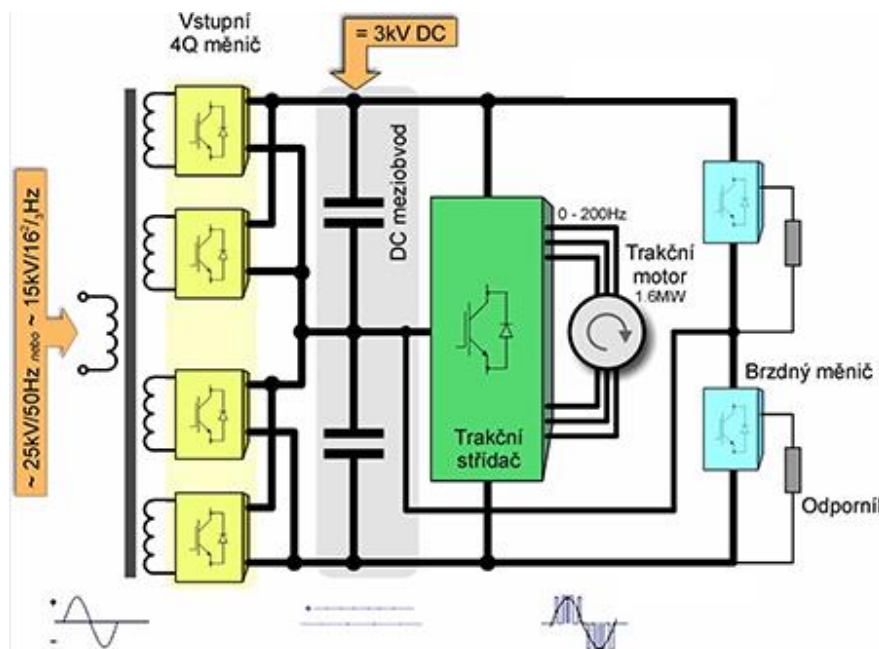 Vstupní
4Q měnič
= 3kV DC
~ 25kV/50Hz nebo ~ 15kV/16²/₃Hz
DC meziobvod
0 - 200Hz
Trakční
motor
1.6MW
Trakční
střídač
Brzdný měnič
Odporní
+
-